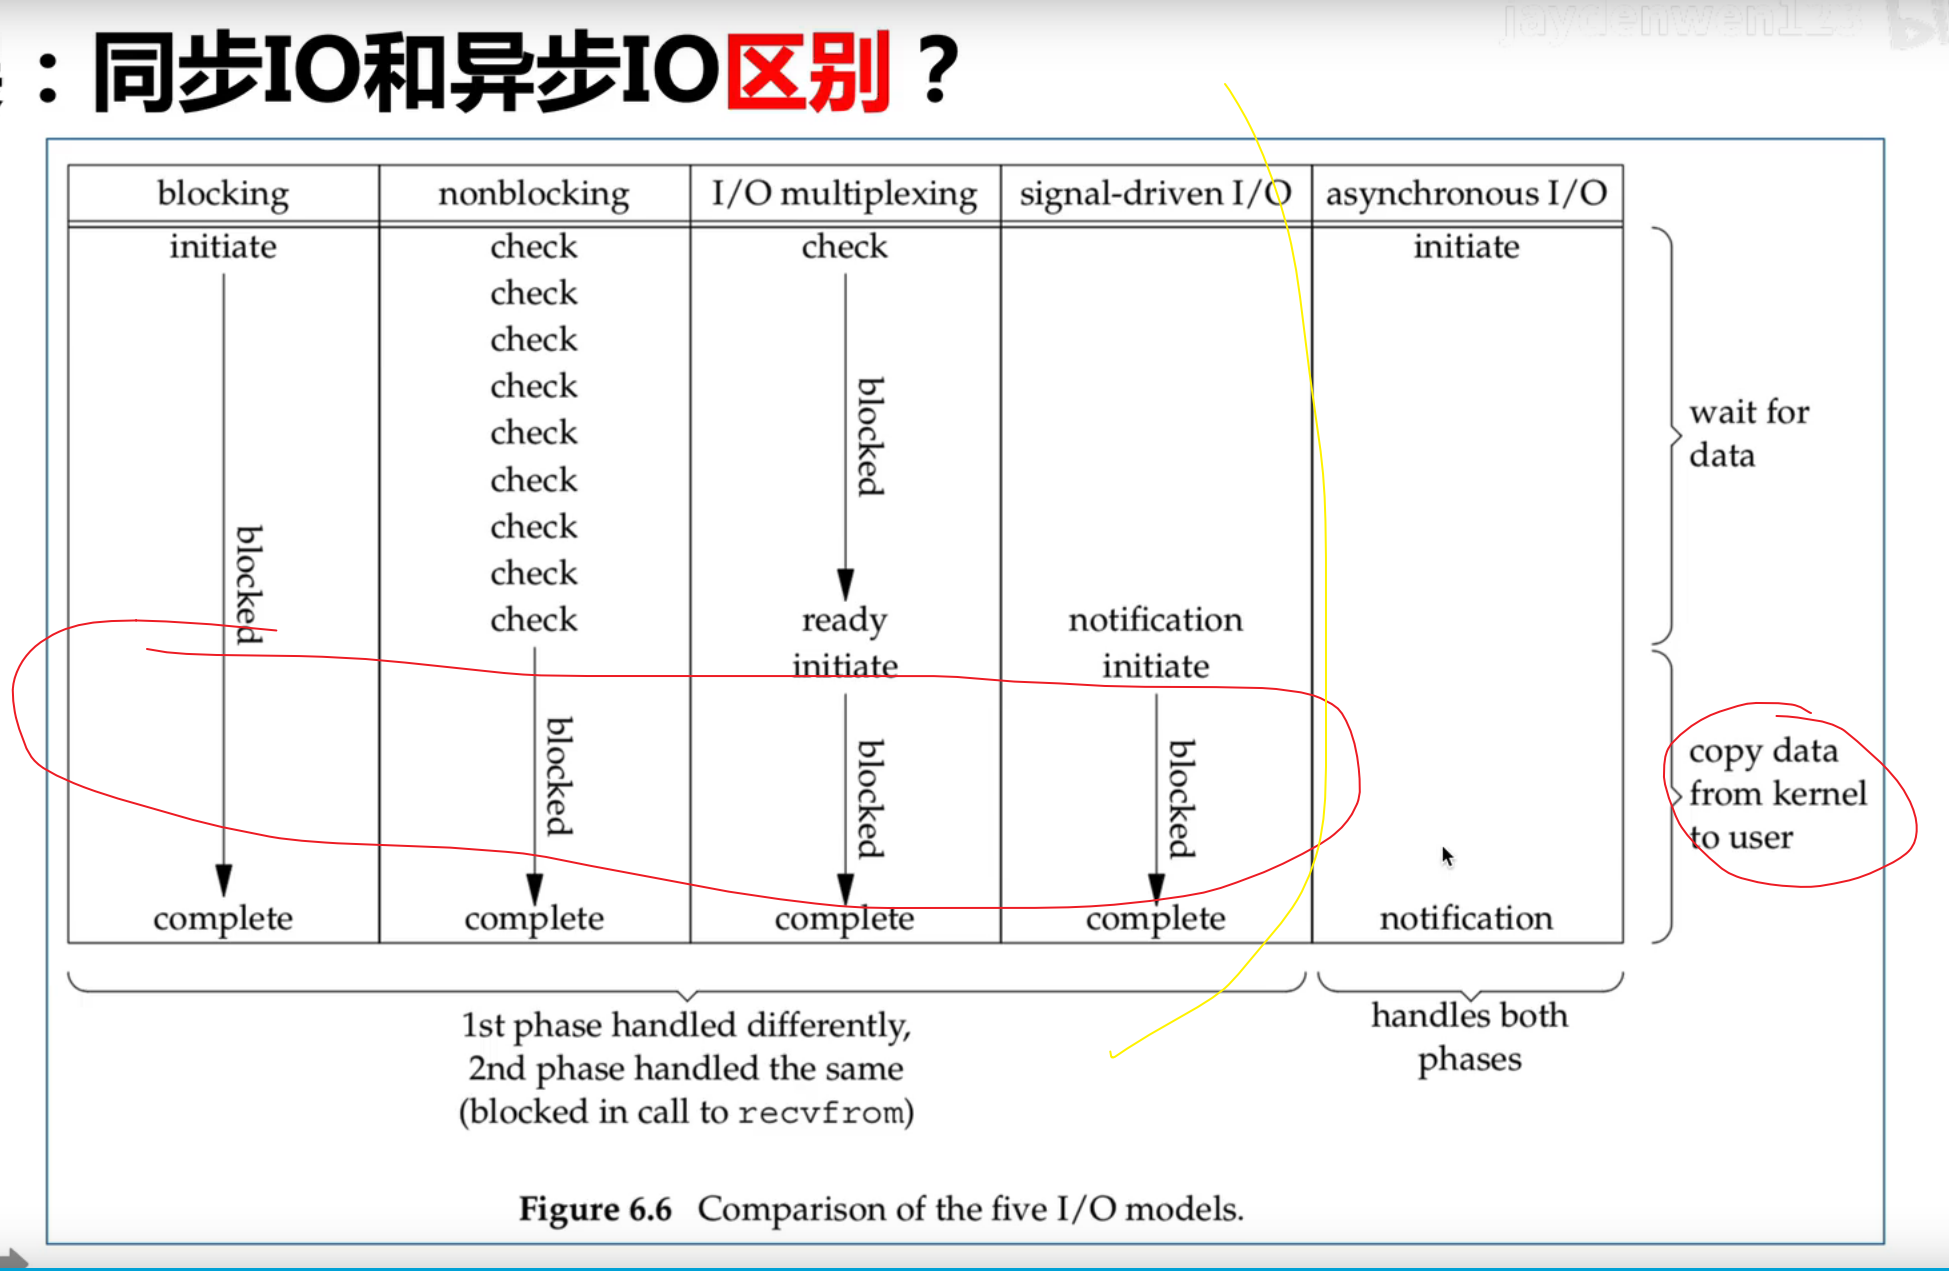 ：同步IO和异步IO区别？
jaydenwen123
blocking nonblocking I/O multiplexing signal-driven I/O asynchronous I/O
initiate check check initiate
check
check
check
check
check
check
check
check ready notification
initiate initiate
blocked
blocked
blocked
blocked
blocked
complete complete complete complete notification
wait for
data
copy data
from kernel
to user
1st phase handled differently,
2nd phase handled the same
(blocked in call to recvfrom)
handles both
phases
Figure 6.6 Comparison of the five I/O models.